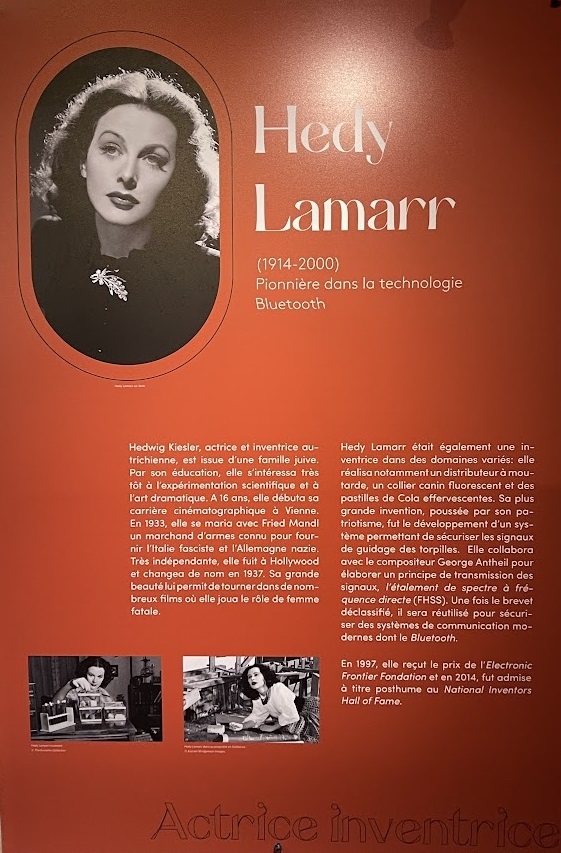 Hedy
Lamarr
(1914-2000)
Pionnière dans la technologie
Bluetooth
Hedwig Kiesler, actrice et inventrice au-
trichienne, est issue d'une famille juive.
Par son éducation, elle s'intéressa très
tôt à l'expérimentation scientifique et à
l'art dramatique. A 16 ans, elle débuta sa
carrière cinématographique à Vienne.
En 1933, elle se maria avec Fried Mandl
un marchand d'armes connu pour four-
nir l'Italie fasciste et l'Allemagne nazie.
Très indépendante, elle fuit à Hollywood
et changea de nom en 1937. Sa grande
beauté lui permit de tourner dans de nom-
breux films où elle joua le rôle de femme
fatale.
Hedy Lamarr était également une in-
ventrice dans des domaines variés: elle
réalisa notamment un distributeur à mou-
tarde, un collier canin fluorescent et des
pastilles de Cola effervescentes. Sa plus
grande invention, poussée par son pa-
triotisme, fut le développement d'un sys-
tème permettant de sécuriser les signaux
de guidage des torpilles. Elle collabora
avec le compositeur George Antheil pour
élaborer un principe de transmission des
signaux, l'étalement de spectre à fré-
quence directe (FHSS). Une fois le brevet
déclassifié, il sera réutilisé pour sécuri-
ser des systèmes de communication mo-
dernes dont le Bluetooth.
En 1997, elle reçut le prix de l'Electronic
Frontier Fondation et en 2014, fut admise
à titre posthume au National Inventors
Hall of Fame.
Actrice inventrice